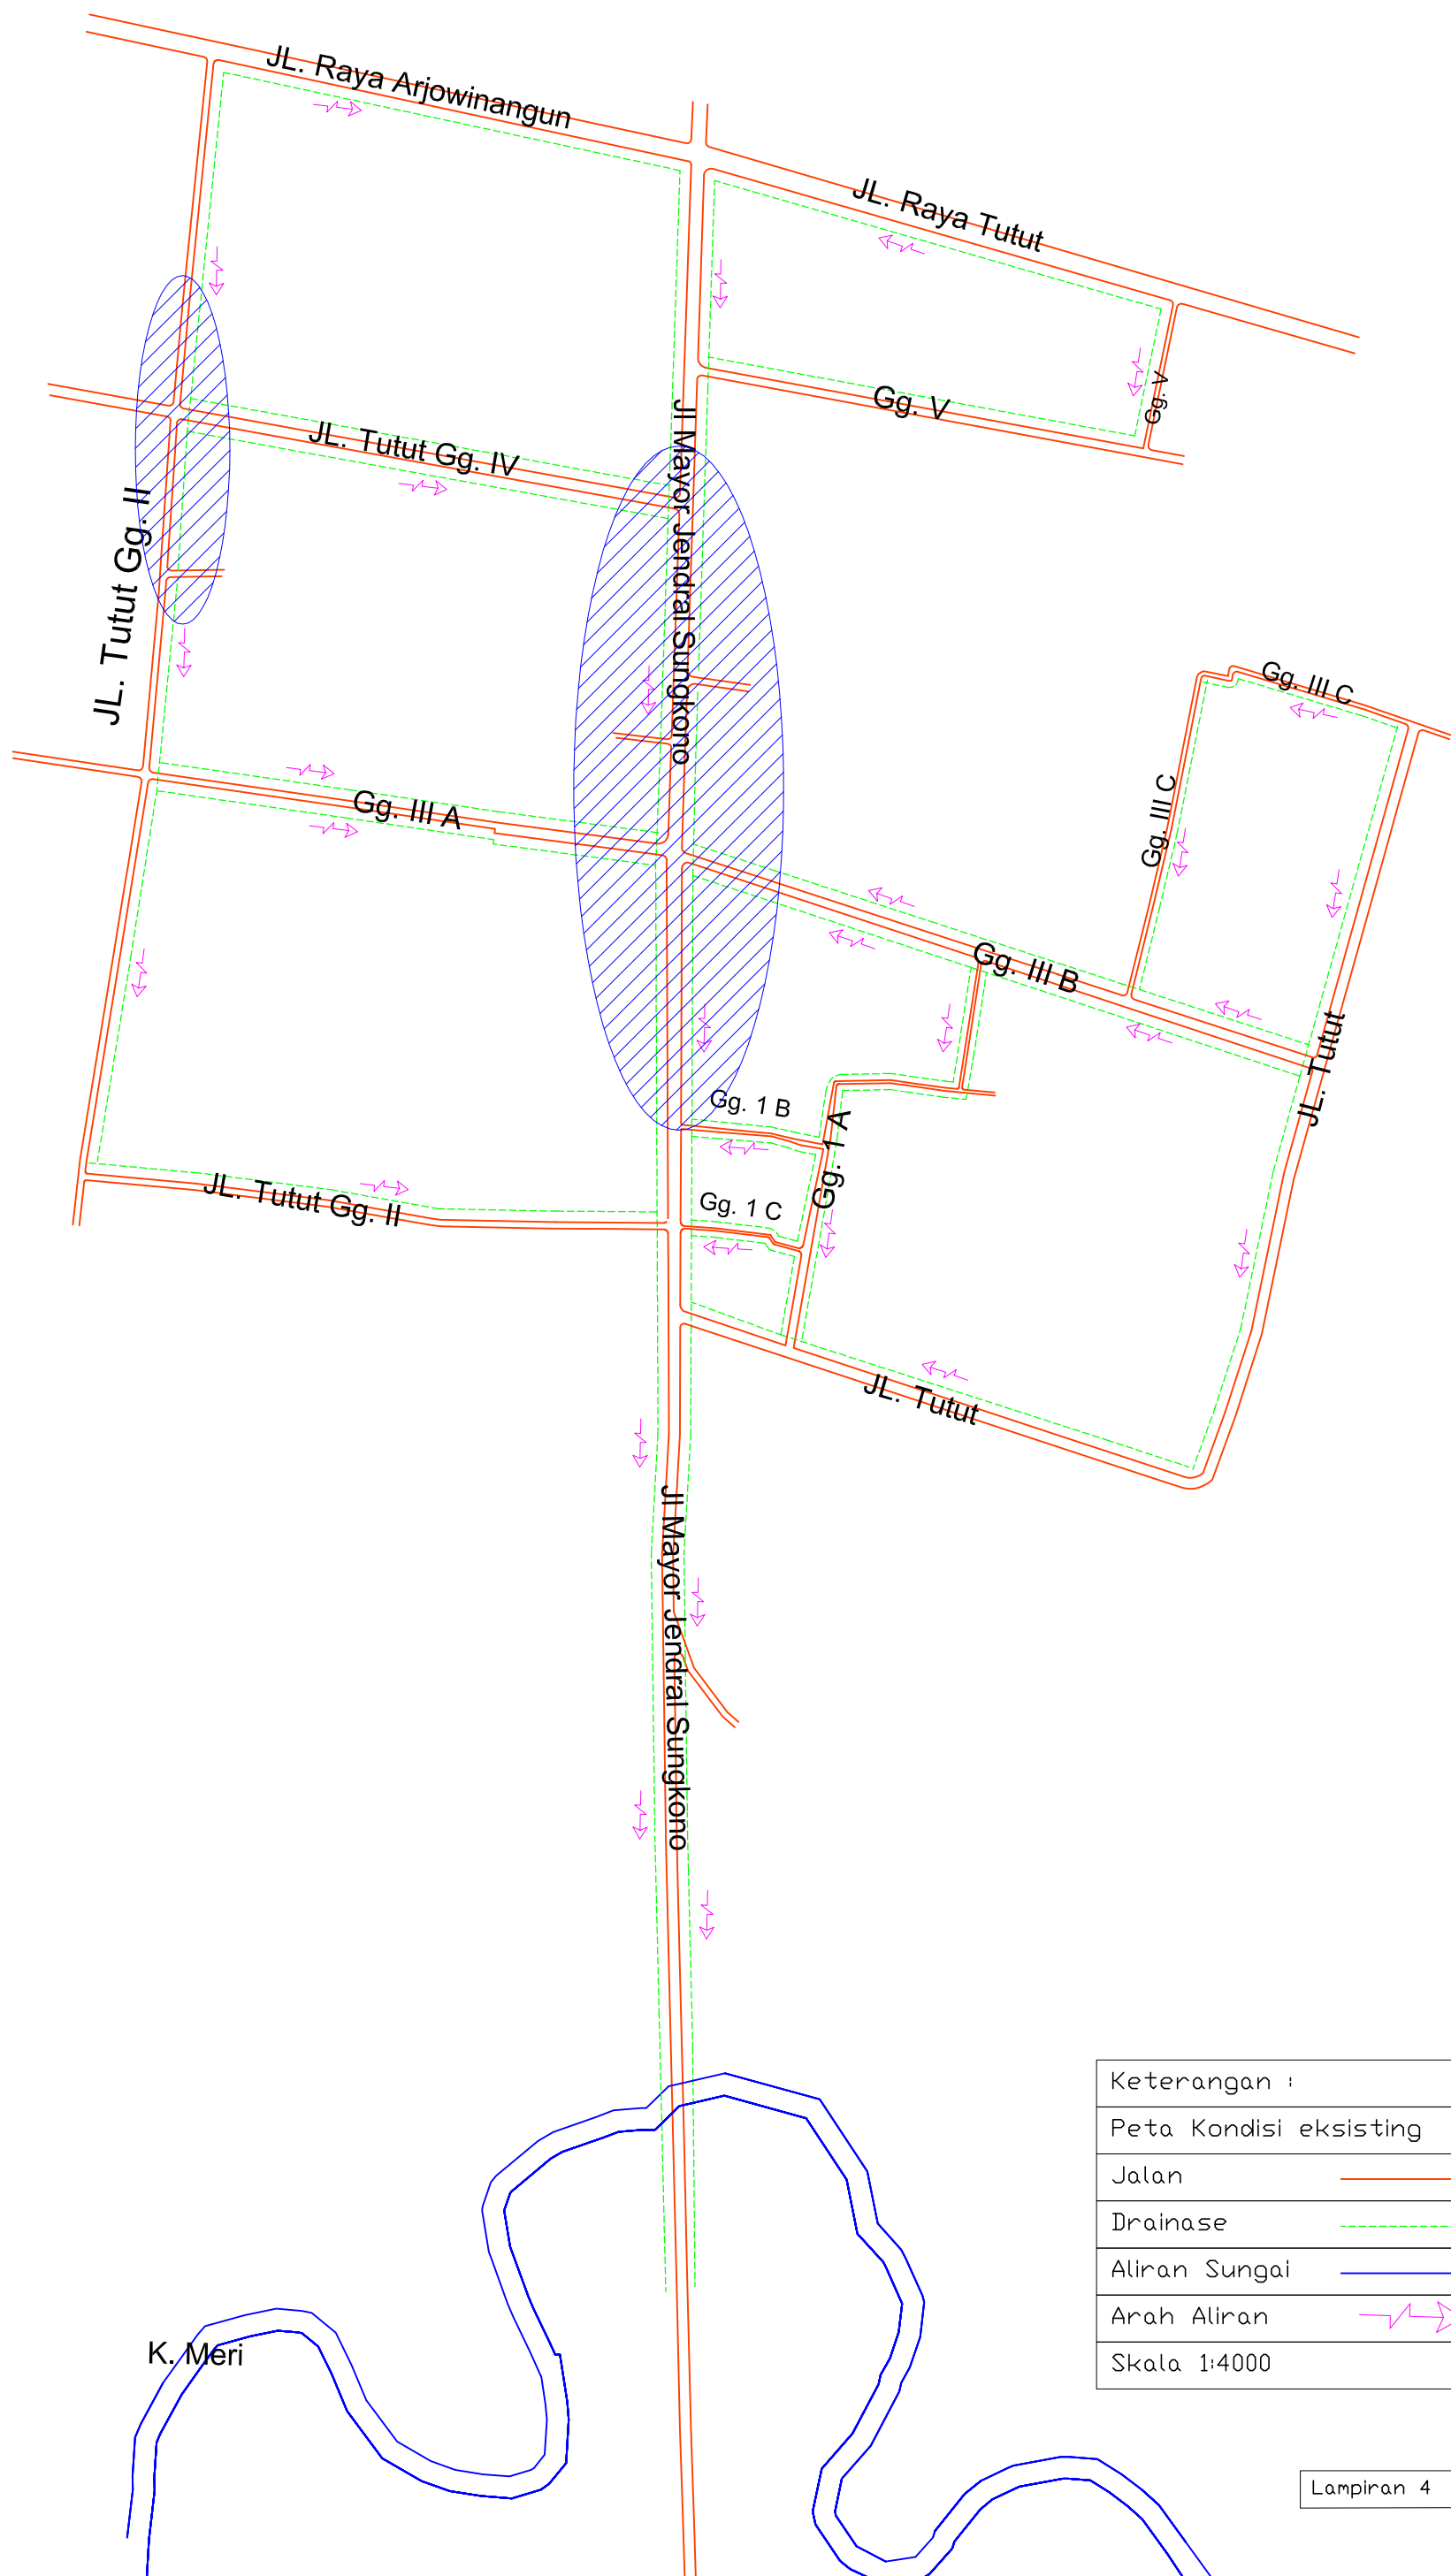 JL. Raya Arjowinangun
JL. Raya Tutut
Gg. V
Gg. V
JL. Tutut Gg. IV
Jl Mayor Jendral Sungkono
JL. Tutut Gg. II
Gg. III C
Gg. III C
Gg. III A
Gg. III B
JL. Tutut
Gg. 1 B
Gg. 1 A
Gg. 1 C
JL. Tutut Gg. II
JL. Tutut
Jl Mayor Jendral Sungkono
K. Meri
Keterangan :
Peta Kondisi eksisting
Jalan
Drainase
Aliran Sungai
Arah Aliran
Skala 1:4000
Lampiran 4